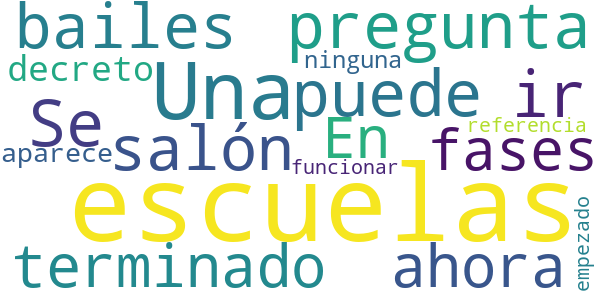 bailes pregunta
decreto ninguna
Una puede ir
Se En referencia
aparece salón funcionar fases
escuelas
terminado ahora empezado